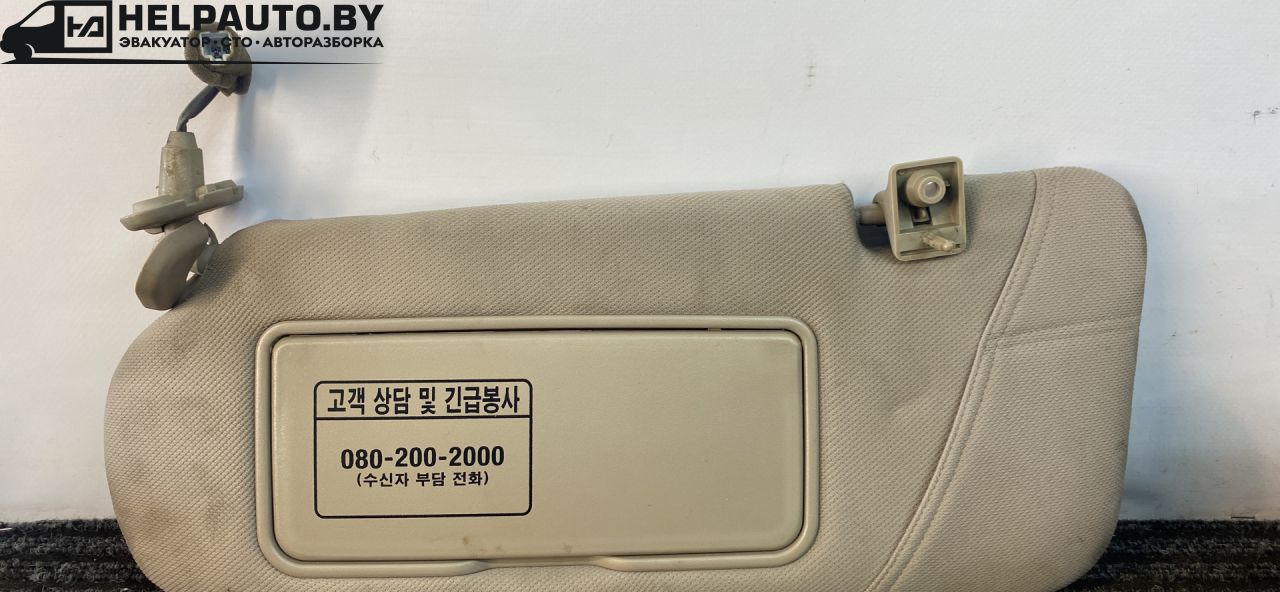 HELPAUTO.BY
ЭВАКУАТОР·СТО·АВТОРАЗБОРКА
고객 상담 및 긴급봉사
080-200-2000
(수신자 부담 전화)